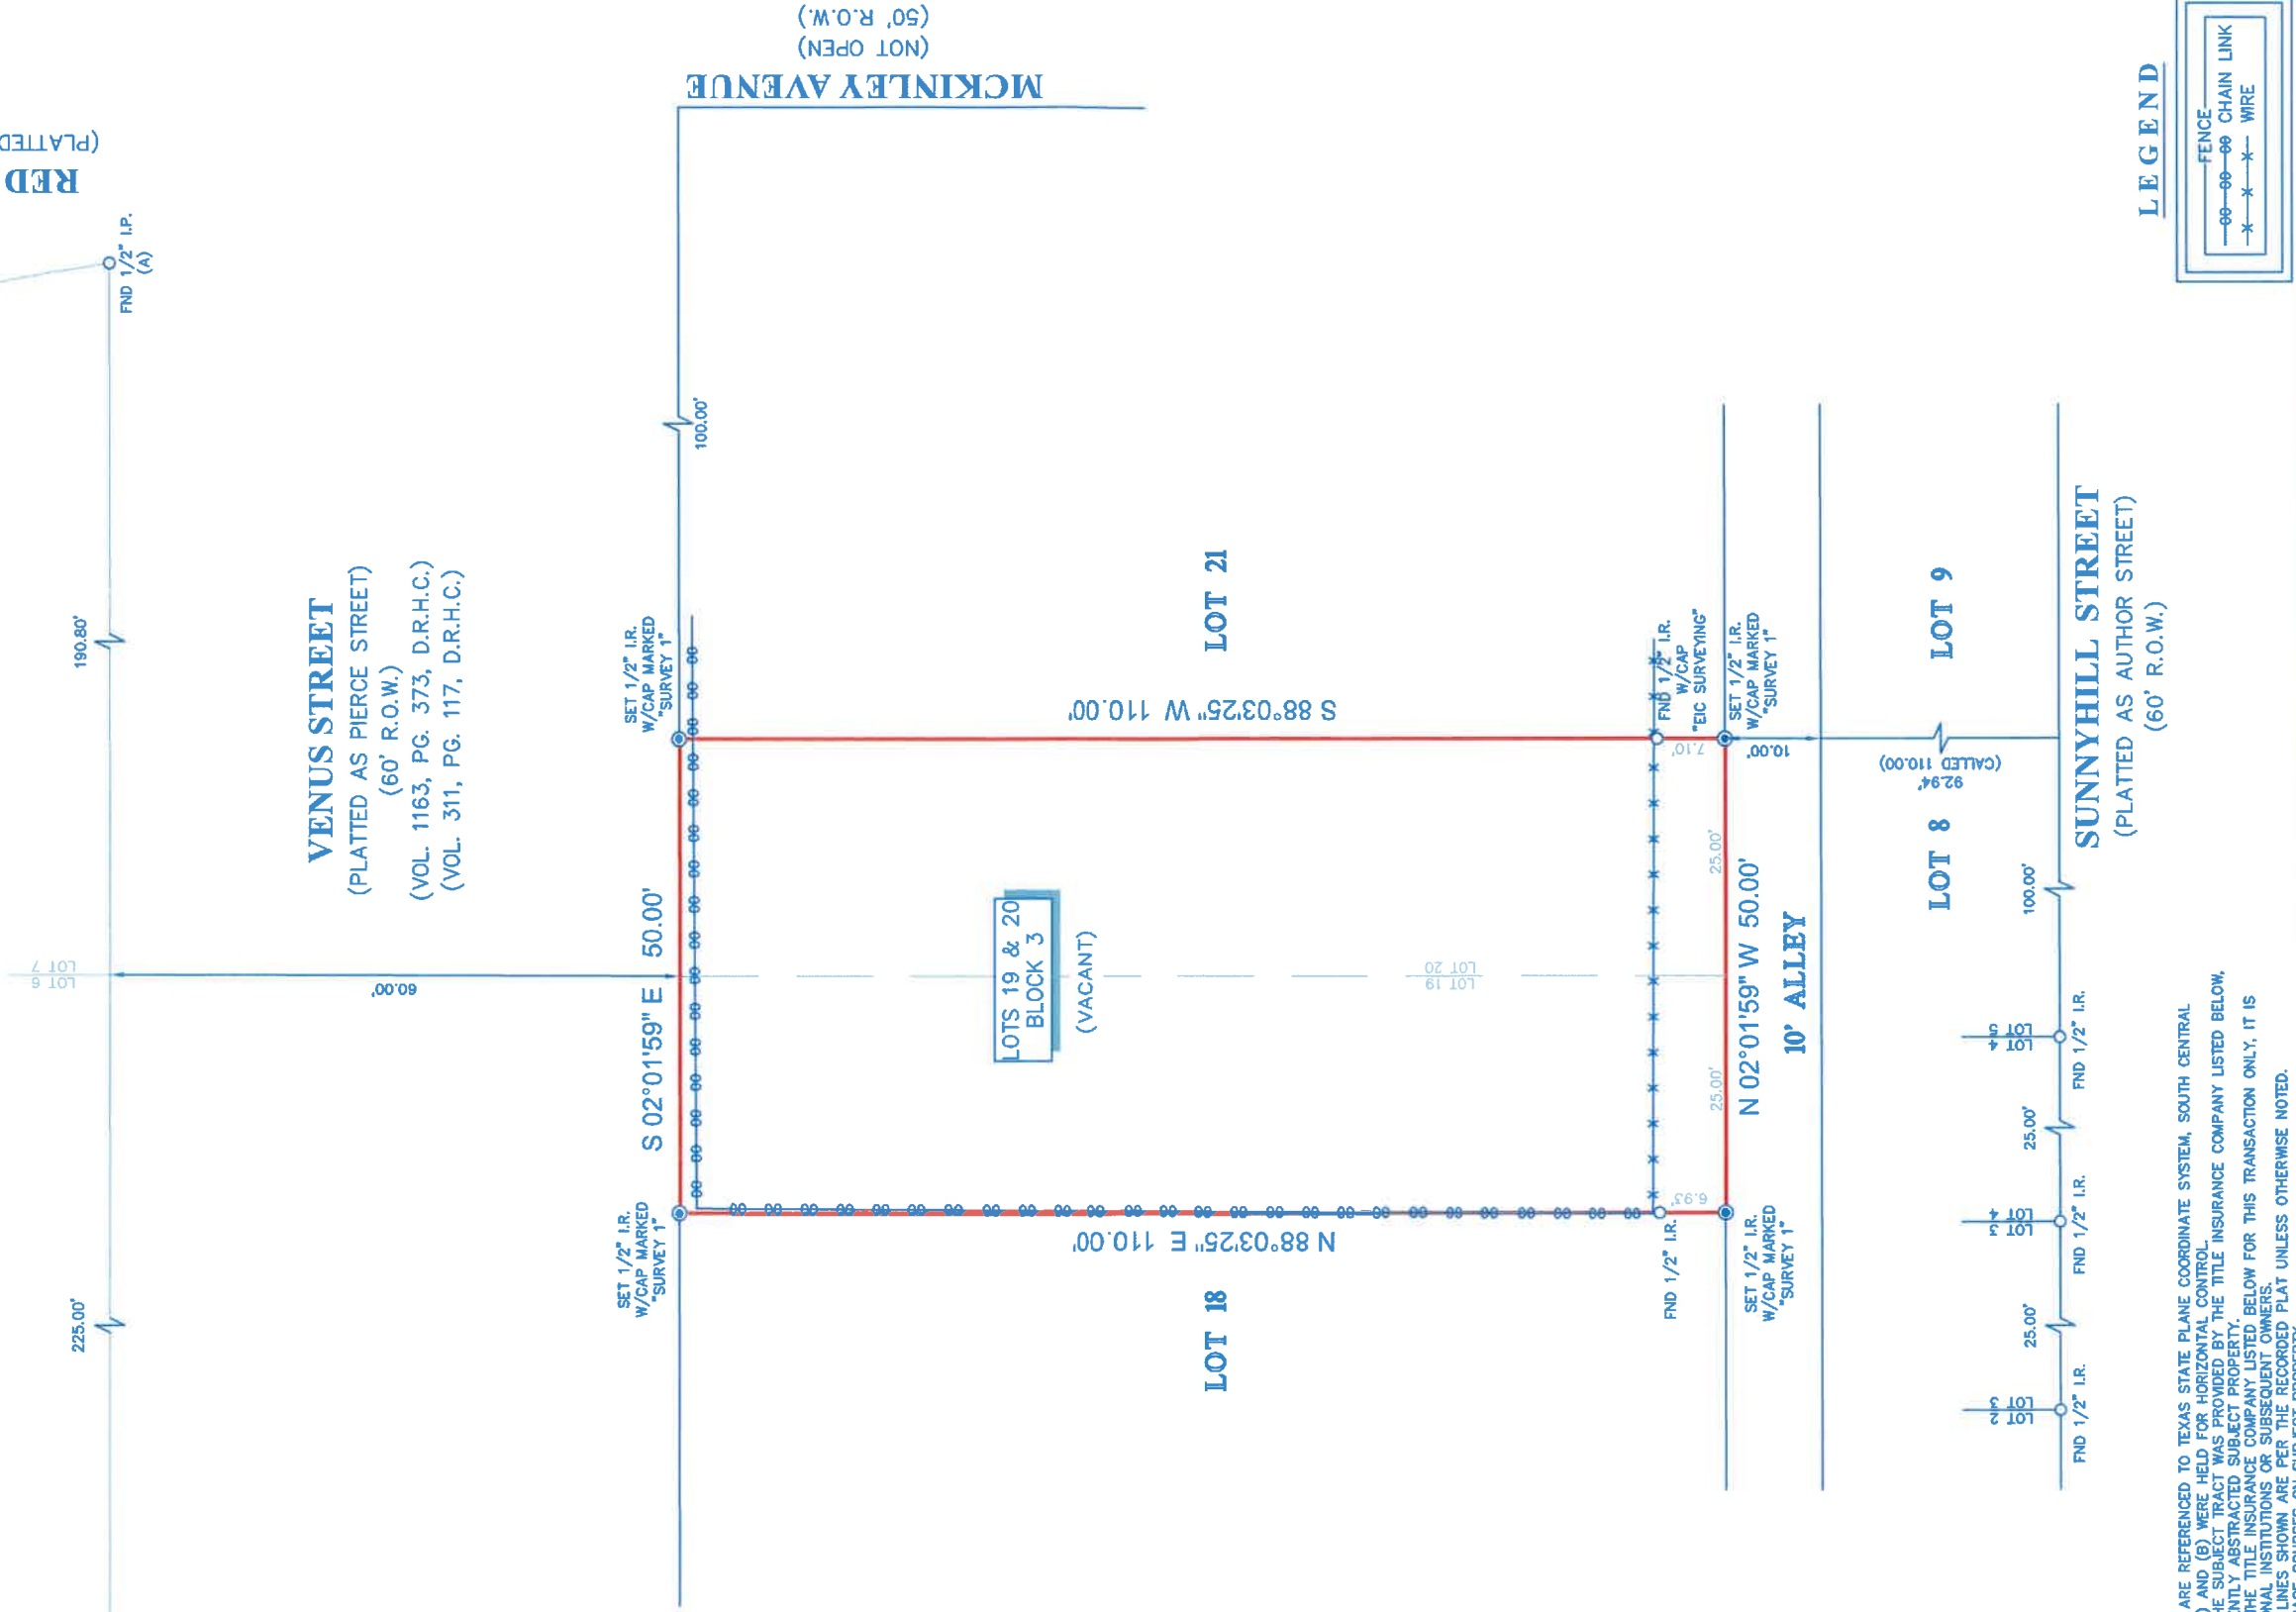 RED
(PLATTED
FND 1/2" I.P.
(A)
190.80'
225.00'
LOT 6
LOT 7
60.00'
VENUS STREET
(PLATTED AS PIERCE STREET)
(60' R.O.W.)
(VOL. 1163, PG. 373, D.R.H.C.)
(VOL. 311, PG. 117, D.R.H.C.)
MCKINLEY AVENUE
(NOT OPEN)
(50' R.O.W.)
100.00'
SET 1/2" I.R.
W/CAP MARKED
"SURVEY 1"
S 02°01'59" E 50.00'
SET 1/2" I.R.
W/CAP MARKED
"SURVEY 1"
LOT 18
N 88°03'25" E 110.00'
LOTS 19 & 20
BLOCK 3
(VACANT)
LOT 19
LOT 20
S 88°03'25" W 110.00'
LOT 21
FND 1/2" I.R.
6.93'
SET 1/2" I.R.
W/CAP MARKED
"SURVEY 1"
25.00'
25.00'
N 02°01'59" W 50.00'
7.10'
FND 1/2" I.R.
W/CAP
"EIC SURVEYING"
SET 1/2" I.R.
W/CAP MARKED
"SURVEY 1"
10.00'
10' ALLEY
LOT 8
92.94'
(CALLED 110.00)
LOT 9
LOT 2
LOT 3
FND 1/2" I.R.
25.00'
LOT 3
LOT 4
FND 1/2" I.R.
25.00'
LOT 4
LOT 5
FND 1/2" I.R.
100.00'
SUNNYHILL STREET
(PLATTED AS AUTHOR STREET)
(60' R.O.W.)
LEGEND
FENCE
CHAIN LINK
WIRE
ARE REFERENCED TO TEXAS STATE PLANE COORDINATE SYSTEM, SOUTH CENTRAL
) AND (B) WERE HELD FOR HORIZONTAL CONTROL.
HE SUBJECT TRACT WAS PROVIDED BY THE TITLE INSURANCE COMPANY LISTED BELOW,
NTLY ABSTRACTED SUBJECT PROPERTY.
THE TITLE INSURANCE COMPANY LISTED BELOW FOR THIS TRANSACTION ONLY, IT IS
NAL INSTITUTIONS OR SUBSEQUENT OWNERS.
LINES SHOWN ARE PER THE RECORDED PLAT UNLESS OTHERWISE NOTED.